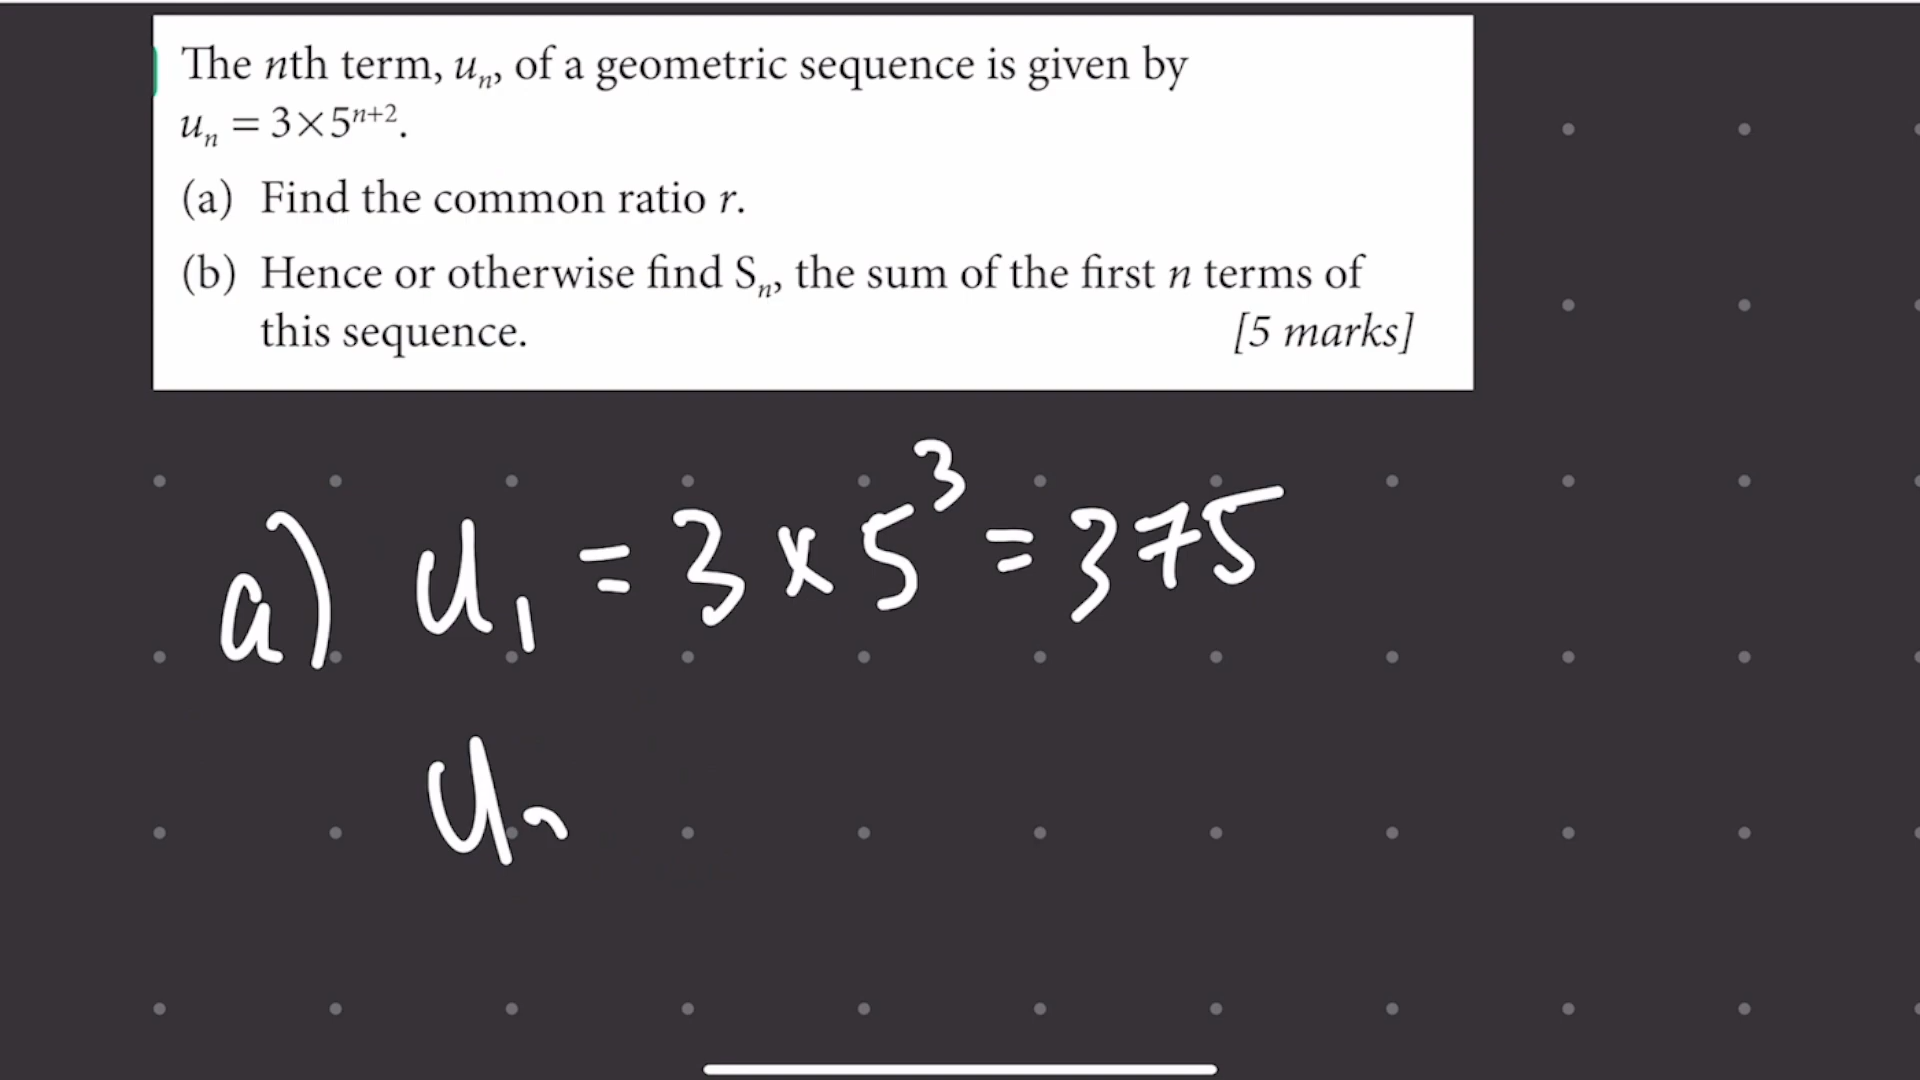 The nth term, uₙ, of a geometric sequence is given by
uₙ = 3×5ⁿ⁺².
(a) Find the common ratio r.
(b) Hence or otherwise find Sₙ, the sum of the first n terms of
this sequence. [5 marks]
a) u₁ = 3 × 5³ = 375
u